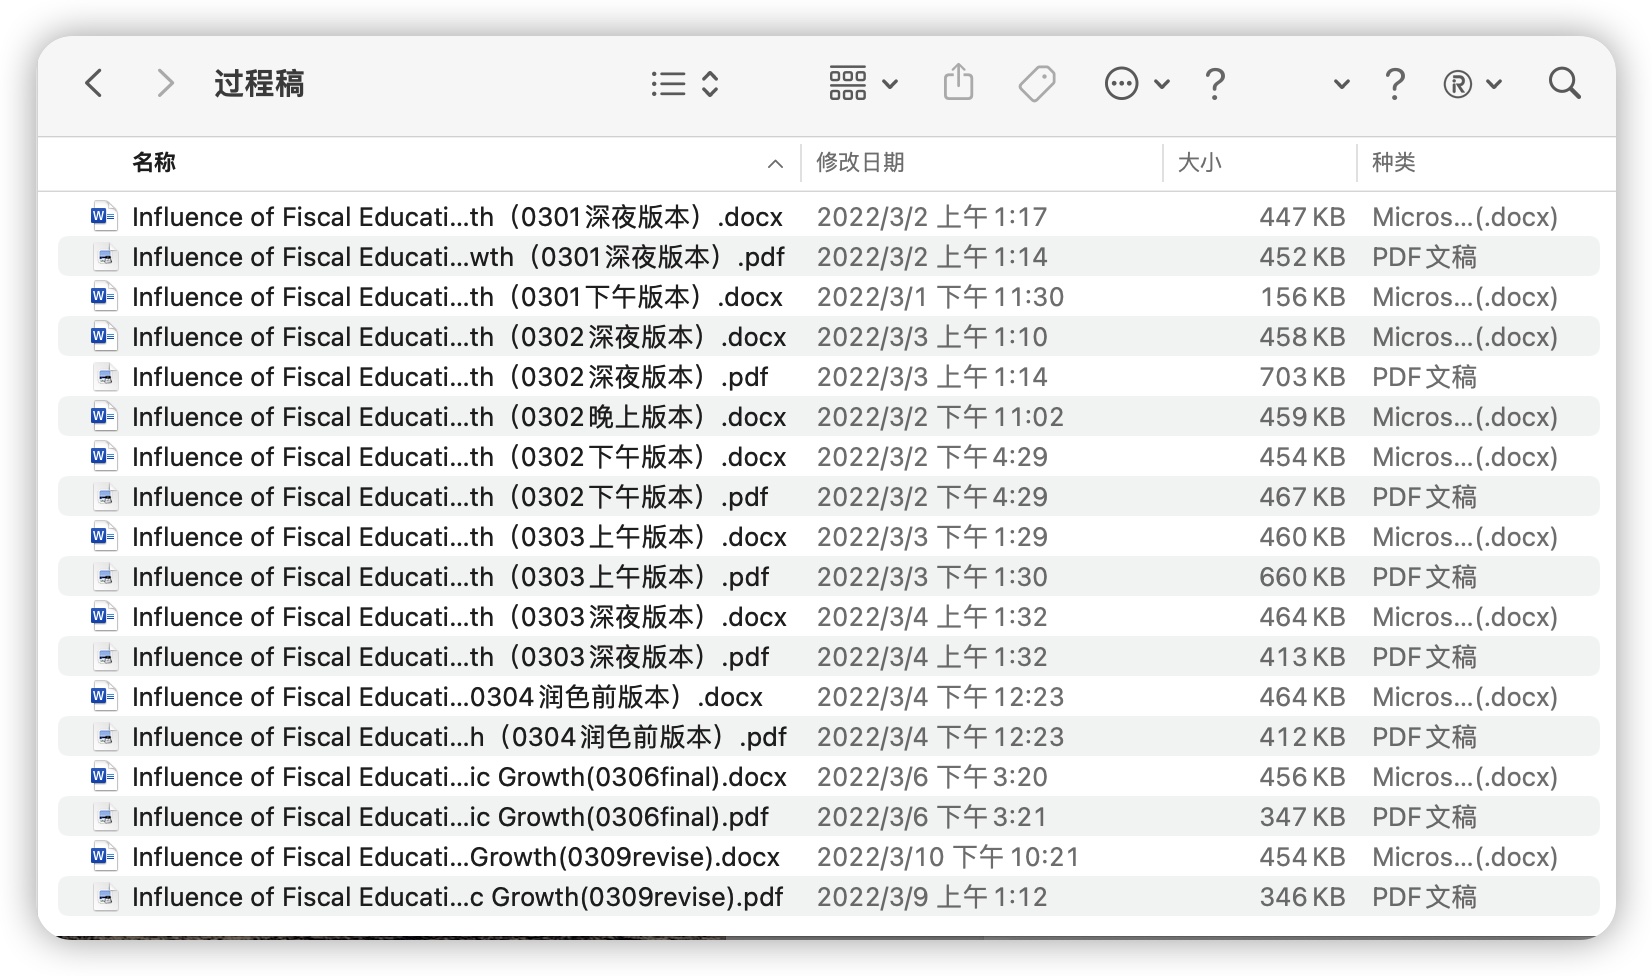 过程稿
名称 修改日期 大小 种类
Influence of Fiscal Educati...th（0301深夜版本）.docx 2022/3/2 上午1:17 447 KB Micros...(.docx)
Influence of Fiscal Educati...wth（0301深夜版本）.pdf 2022/3/2 上午1:14 452 KB PDF文稿
Influence of Fiscal Educati...th（0301下午版本）.docx 2022/3/1 下午11:30 156 KB Micros...(.docx)
Influence of Fiscal Educati...th（0302深夜版本）.docx 2022/3/3 上午1:10 458 KB Micros...(.docx)
Influence of Fiscal Educati...th（0302深夜版本）.pdf 2022/3/3 上午1:14 703 KB PDF文稿
Influence of Fiscal Educati...th（0302晚上版本）.docx 2022/3/2 下午11:02 459 KB Micros...(.docx)
Influence of Fiscal Educati...th（0302下午版本）.docx 2022/3/2 下午4:29 454 KB Micros...(.docx)
Influence of Fiscal Educati...th（0302下午版本）.pdf 2022/3/2 下午4:29 467 KB PDF文稿
Influence of Fiscal Educati...th（0303上午版本）.docx 2022/3/3 下午1:29 460 KB Micros...(.docx)
Influence of Fiscal Educati...th（0303上午版本）.pdf 2022/3/3 下午1:30 660 KB PDF文稿
Influence of Fiscal Educati...th（0303深夜版本）.docx 2022/3/4 上午1:32 464 KB Micros...(.docx)
Influence of Fiscal Educati...th（0303深夜版本）.pdf 2022/3/4 上午1:32 413 KB PDF文稿
Influence of Fiscal Educati...0304润色前版本）.docx 2022/3/4 下午12:23 464 KB Micros...(.docx)
Influence of Fiscal Educati...h（0304润色前版本）.pdf 2022/3/4 下午12:23 412 KB PDF文稿
Influence of Fiscal Educati...ic Growth(0306final).docx 2022/3/6 下午3:20 456 KB Micros...(.docx)
Influence of Fiscal Educati...ic Growth(0306final).pdf 2022/3/6 下午3:21 347 KB PDF文稿
Influence of Fiscal Educati...Growth(0309revise).docx 2022/3/10 下午10:21 454 KB Micros...(.docx)
Influence of Fiscal Educati...c Growth(0309revise).pdf 2022/3/9 上午1:12 346 KB PDF文稿